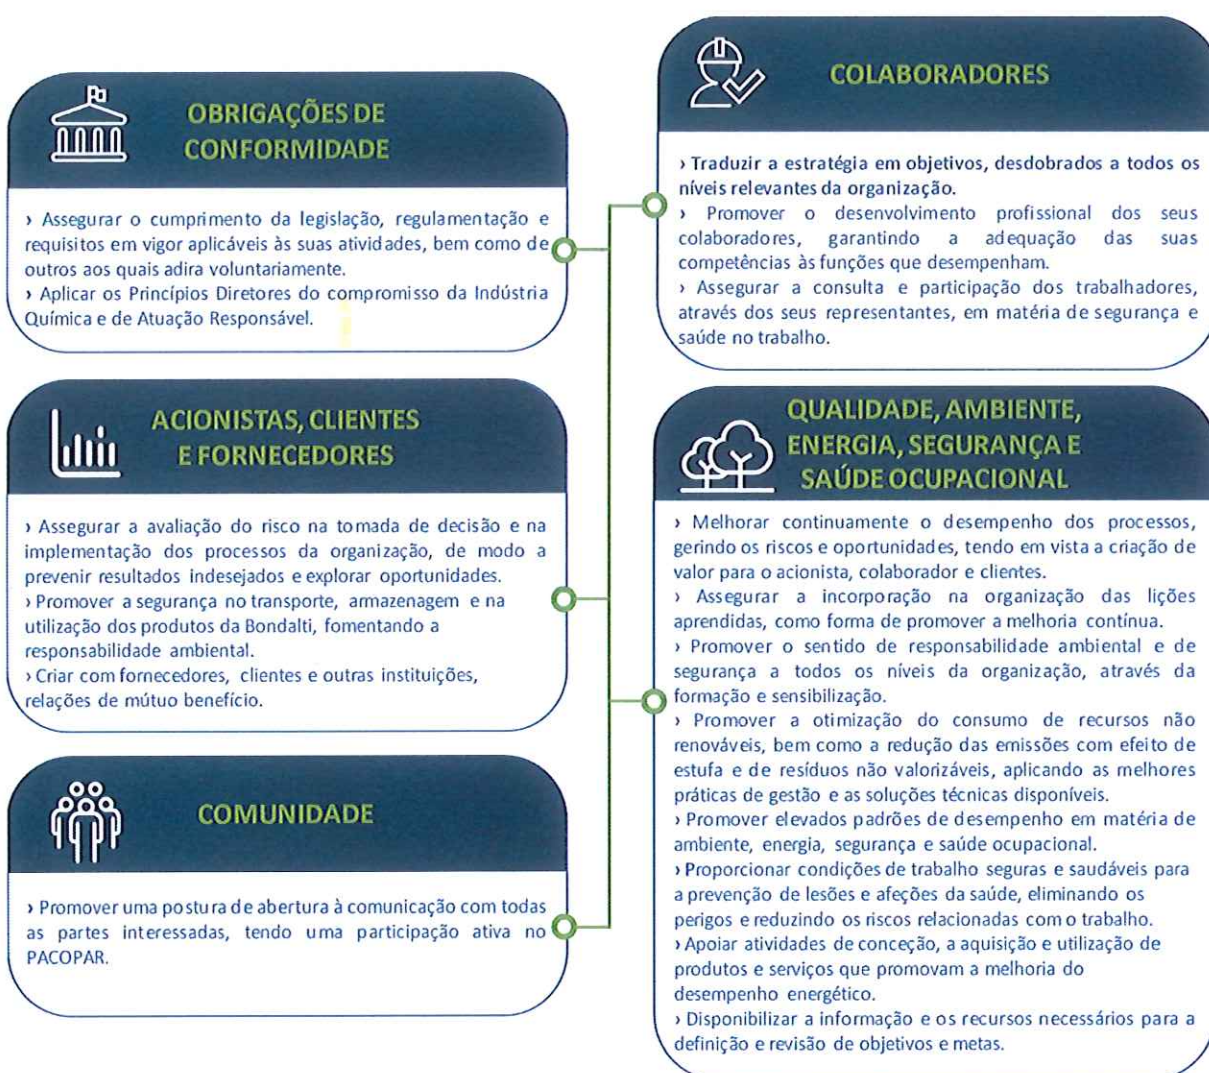 OBRIGAÇÕES DE
CONFORMIDADE
› Assegurar o cumprimento da legislação, regulamentação e
requisitos em vigor aplicáveis às suas atividades, bem como de
outros aos quais adira voluntariamente.
› Aplicar os Princípios Diretores do compromisso da Indústria
Química e de Atuação Responsável.
ACIONISTAS, CLIENTES
E FORNECEDORES
› Assegurar a avaliação do risco na tomada de decisão e na
implementação dos processos da organização, de modo a
prevenir resultados indesejados e explorar oportunidades.
› Promover a segurança no transporte, armazenagem e na
utilização dos produtos da Bondalti, fomentando a
responsabilidade ambiental.
› Criar com fornecedores, clientes e outras instituições,
relações de mútuo benefício.
COMUNIDADE
› Promover uma postura de abertura à comunicação com todas
as partes interessadas, tendo uma participação ativa no
PACOPAR.
COLABORADORES
› Traduzir a estratégia em objetivos, desdobrados a todos os
níveis relevantes da organização.
› Promover o desenvolvimento profissional dos seus
colaboradores, garantindo a adequação das suas
competências às funções que desempenham.
› Assegurar a consulta e participação dos trabalhadores,
através dos seus representantes, em matéria de segurança e
saúde no trabalho.
QUALIDADE, AMBIENTE,
ENERGIA, SEGURANÇA E
SAÚDE OCUPACIONAL
› Melhorar continuamente o desempenho dos processos,
gerindo os riscos e oportunidades, tendo em vista a criação de
valor para o acionista, colaborador e clientes.
› Assegurar a incorporação na organização das lições
aprendidas, como forma de promover a melhoria contínua.
› Promover o sentido de responsabilidade ambiental e de
segurança a todos os níveis da organização, através da
formação e sensibilização.
› Promover a otimização do consumo de recursos não
renováveis, bem como a redução das emissões com efeito de
estufa e de resíduos não valorizáveis, aplicando as melhores
práticas de gestão e as soluções técnicas disponíveis.
› Promover elevados padrões de desempenho em matéria de
ambiente, energia, segurança e saúde ocupacional.
› Proporcionar condições de trabalho seguras e saudáveis para
a prevenção de lesões e afeções da saúde, eliminando os
perigos e reduzindo os riscos relacionadas com o trabalho.
› Apoiar atividades de conceção, a aquisição e utilização de
produtos e serviços que promovam a melhoria do
desempenho energético.
› Disponibilizar a informação e os recursos necessários para a
definição e revisão de objetivos e metas.